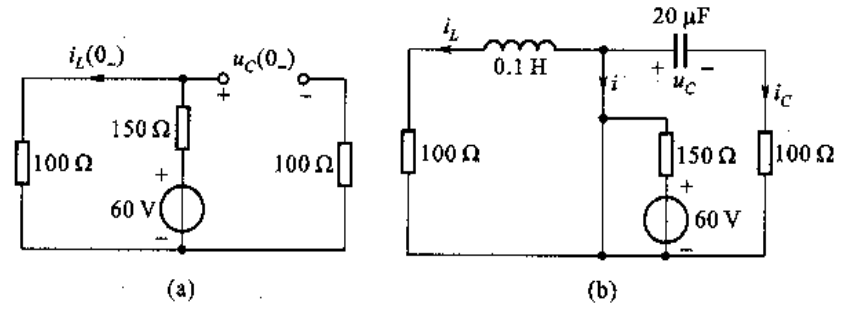 i_L(0_) u_C(0_)
+ −
150 Ω
100 Ω 100 Ω
+
60 V
−
(a)
20 μF
i_L
0.1 H + u_C −
i i_C
100 Ω 150 Ω 100 Ω
+
60 V
−
(b)